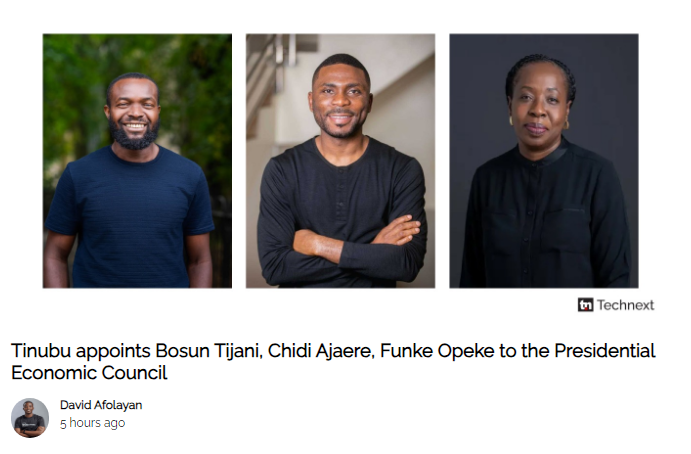 tn Technext
Tinubu appoints Bosun Tijani, Chidi Ajaere, Funke Opeke to the Presidential
Economic Council
David Afolayan
5 hours ago